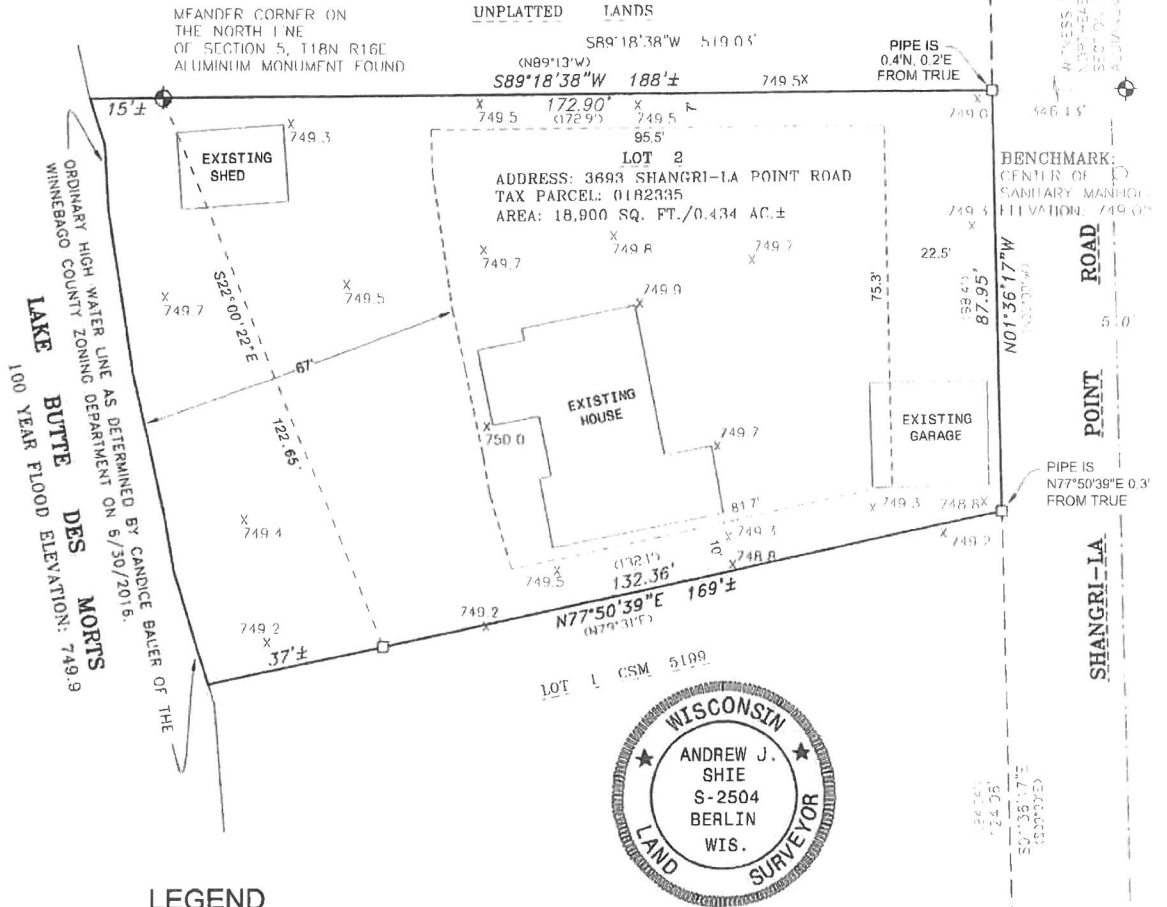 MEANDER CORNER ON
THE NORTH LINE
OF SECTION 5, T18N R16E
ALUMINUM MONUMENT FOUND
UNPLATTED LANDS
S89°18'38"W 519.03'
(N89°13'W)
S89°18'38"W 188'±
749.5
PIPE IS
0.4'N, 0.2'E
FROM TRUE
WITNESS
SECTION
15'±
172.90'
(172.95')
749.5
749.5
7'
749.0
346.13'
749.3
EXISTING
SHED
95.5'
LOT 2
ADDRESS: 3693 SHANGRI-LA POINT ROAD
TAX PARCEL: 0182335
AREA: 18,900 SQ. FT./0.434 AC.±
BENCHMARK:
CENTER OF
SANITARY MANHOLE
ELEVATION: 749.0
749.3
749.7
749.8
749.7
22.5'
75.3'
87.95'
N01°36'17"W
749.7
749.5
S22°00'22"E
122.65'
749.9
67'
EXISTING
HOUSE
750.0
749.7
EXISTING
GARAGE
ORDINARY HIGH WATER LINE AS DETERMINED BY CANDICE BAUER OF THE
WINNEBAGO COUNTY ZONING DEPARTMENT ON 6/30/2016.
LAKE BUTTE DES MORTS
100 YEAR FLOOD ELEVATION: 749.9
SHANGRI-LA POINT ROAD
PIPE IS
N77°50'39"E 0.3'
FROM TRUE
749.3
748.8
749.2
81.7'
749.3
10'
748.8
749.4
749.5
(132.1')
132.36'
N77°50'39"E 169'±
(N79°31'E)
749.2
749.2
37'±
LOT 1 CSM 5199
WISCONSIN
ANDREW J.
SHIE
S-2504
BERLIN
WIS.
LAND SURVEYOR
S01°36'17"E
LEGEND